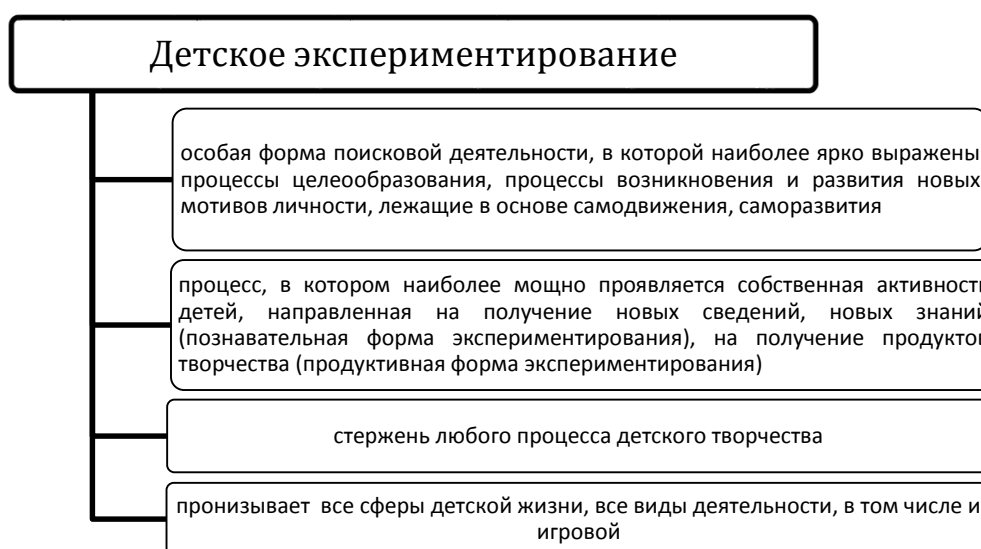 Детское экспериментирование
особая форма поисковой деятельности, в которой наиболее ярко выражены
процессы целеообразования, процессы возникновения и развития новых
мотивов личности, лежащие в основе самодвижения, саморазвития
процесс, в котором наиболее мощно проявляется собственная активност
детей, направленная на получение новых сведений, новых знаний
(познавательная форма экспериментирования), на получение продуктов
творчества (продуктивная форма экспериментирования)
стержень любого процесса детского творчества
пронизывает все сферы детской жизни, все виды деятельности, в том числе и
игровой